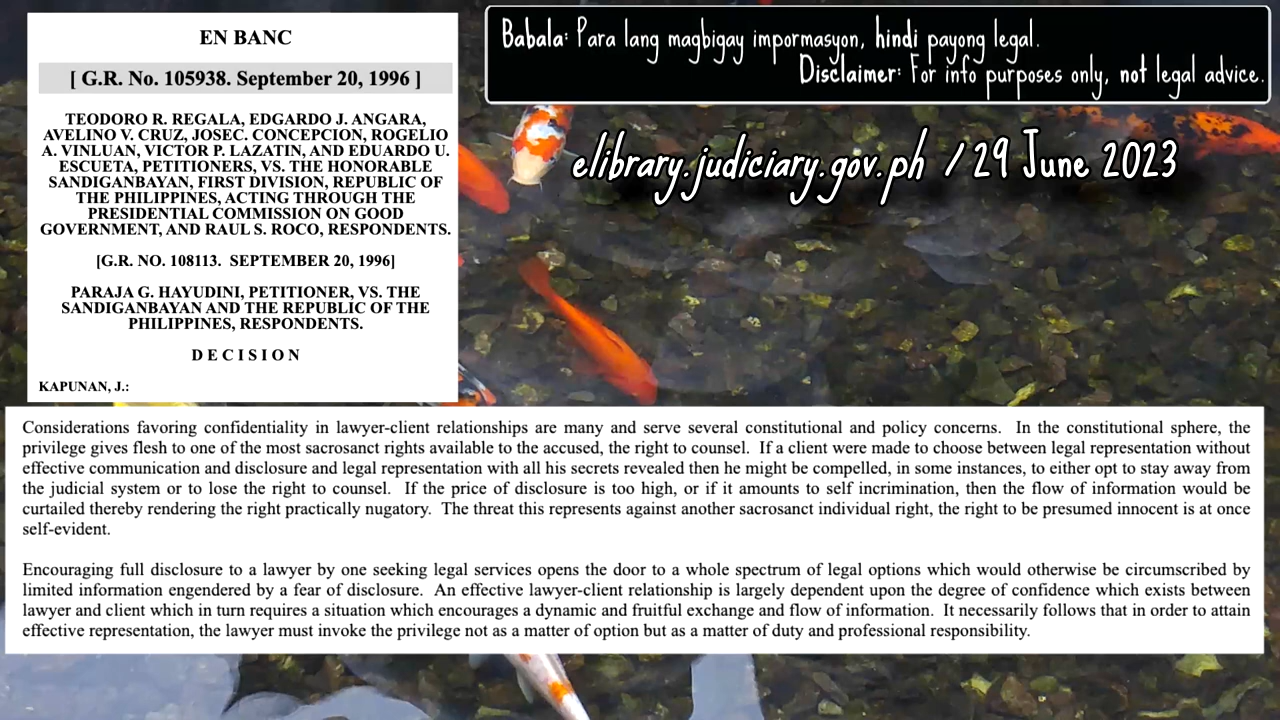 EN BANC
[ G.R. No. 105938. September 20, 1996 ]
TEODORO R. REGALA, EDGARDO J. ANGARA,
AVELINO V. CRUZ, JOSEC. CONCEPCION, ROGELIO
A. VINLUAN, VICTOR P. LAZATIN, AND EDUARDO U.
ESCUETA, PETITIONERS, VS. THE HONORABLE
SANDIGANBAYAN, FIRST DIVISION, REPUBLIC OF
THE PHILIPPINES, ACTING THROUGH THE
PRESIDENTIAL COMMISSION ON GOOD
GOVERNMENT, AND RAUL S. ROCO, RESPONDENTS.
[G.R. NO. 108113. SEPTEMBER 20, 1996]
PARAJA G. HAYUDINI, PETITIONER, VS. THE
SANDIGANBAYAN AND THE REPUBLIC OF THE
PHILIPPINES, RESPONDENTS.
D E C I S I O N
KAPUNAN, J.:
Babala: Para lang magbigay impormasyon, hindi payong legal.
Disclaimer: For info purposes only, not legal advice.
elibrary.judiciary.gov.ph / 29 June 2023
Considerations favoring confidentiality in lawyer-client relationships are many and serve several constitutional and policy concerns. In the constitutional sphere, the
privilege gives flesh to one of the most sacrosanct rights available to the accused, the right to counsel. If a client were made to choose between legal representation without
effective communication and disclosure and legal representation with all his secrets revealed then he might be compelled, in some instances, to either opt to stay away from
the judicial system or to lose the right to counsel. If the price of disclosure is too high, or if it amounts to self incrimination, then the flow of information would be
curtailed thereby rendering the right practically nugatory. The threat this represents against another sacrosanct individual right, the right to be presumed innocent is at once
self-evident.
Encouraging full disclosure to a lawyer by one seeking legal services opens the door to a whole spectrum of legal options which would otherwise be circumscribed by
limited information engendered by a fear of disclosure. An effective lawyer-client relationship is largely dependent upon the degree of confidence which exists between
lawyer and client which in turn requires a situation which encourages a dynamic and fruitful exchange and flow of information. It necessarily follows that in order to attain
effective representation, the lawyer must invoke the privilege not as a matter of option but as a matter of duty and professional responsibility.